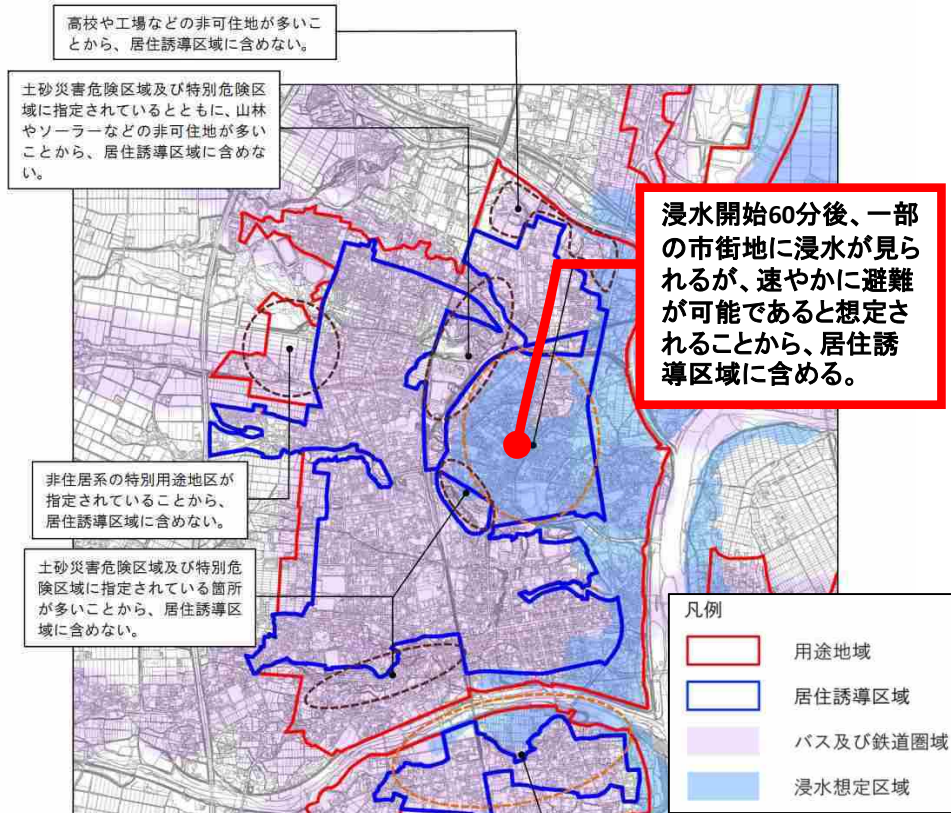 高校や工場などの非可住地が多いこ
とから、居住誘導区域に含めない。
土砂災害危険区域及び特別危険区
域に指定されているとともに、山林
やソーラーなどの非可住地が多い
ことから、居住誘導区域に含めな
い。
浸水開始60分後、一部
の市街地に浸水が見ら
れるが、速やかに避難
が可能であると想定さ
れることから、居住誘
導区域に含める。
非住居系の特別用途地区が
指定されていることから、
居住誘導区域に含めない。
土砂災害危険区域及び特別危
険区域に指定されている箇所
が多いことから、居住誘導区
域に含めない。
凡例
用途地域
居住誘導区域
バス及び鉄道圏域
浸水想定区域